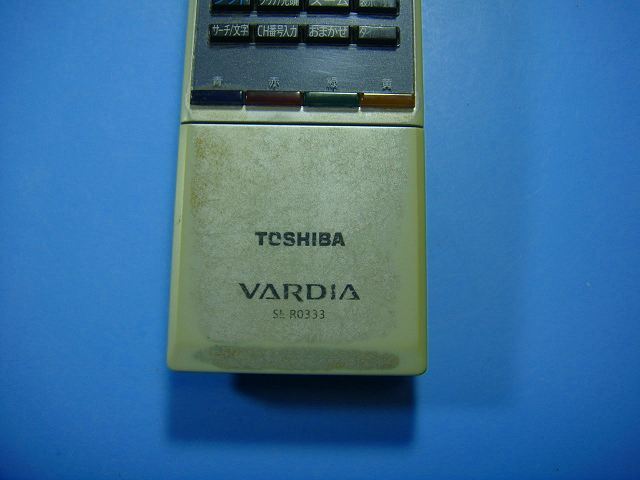 サーチ/文字 CH番号入力 おまかせ
青 赤 緑 黄
TOSHIBA
VARDIA
SE-R0333